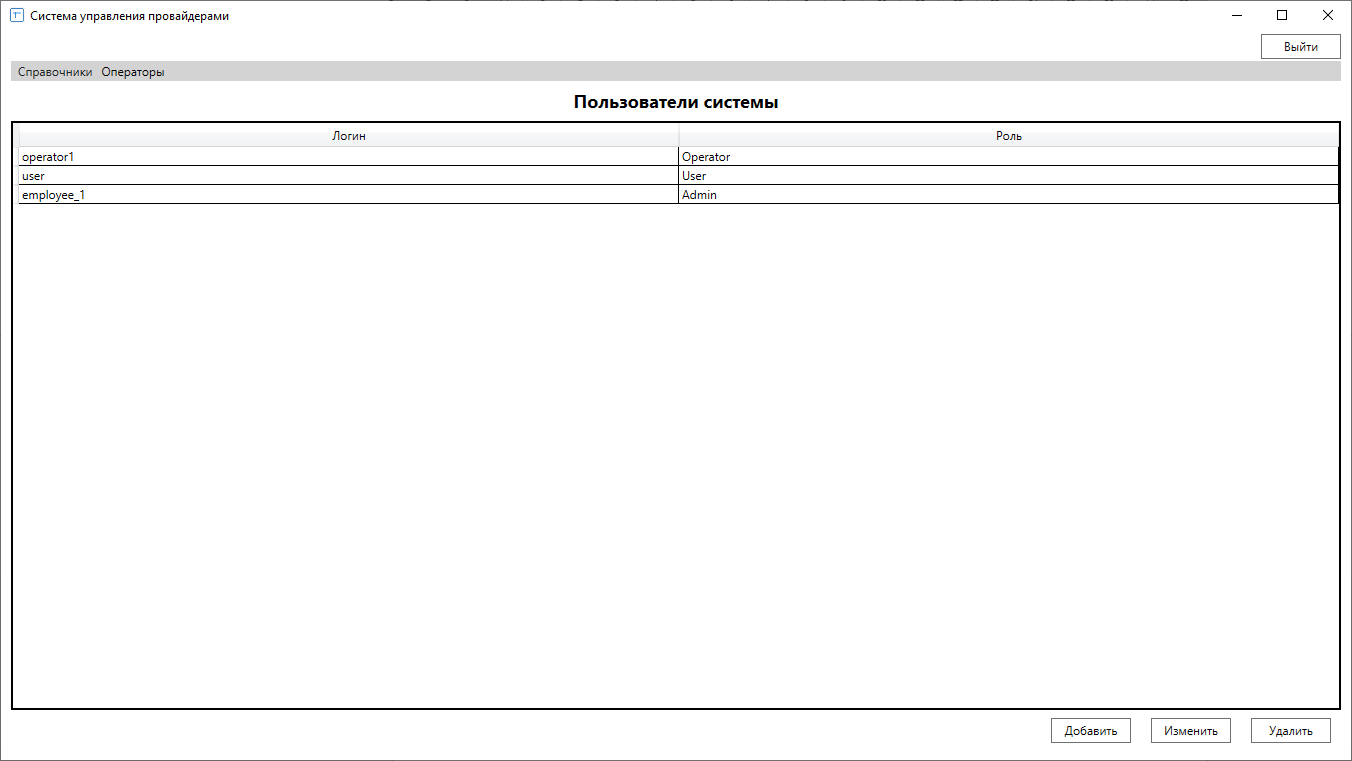 Система управления провайдерами
Выйти
Справочники Операторы
Пользователи системы
Логин Роль
operator1 Operator
user User
employee_1 Admin
Добавить Изменить Удалить